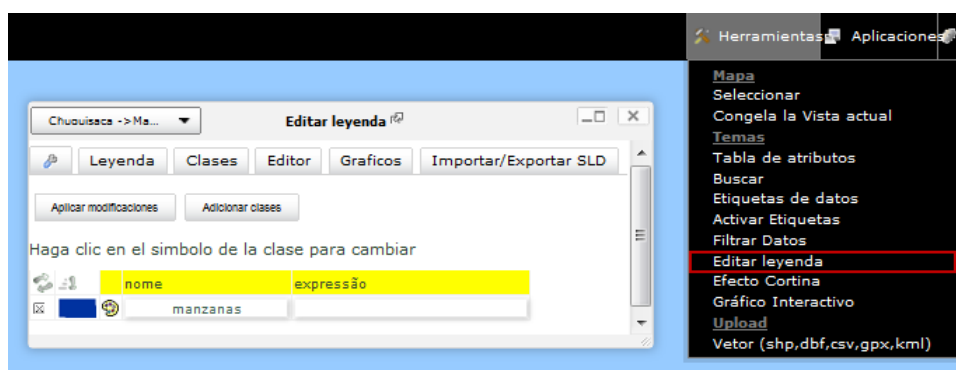 Herramientas Aplicaciones
Mapa
Seleccionar
Congela la Vista actual
Temas
Tabla de atributos
Buscar
Etiquetas de datos
Activar Etiquetas
Filtrar Datos
Editar leyenda
Efecto Cortina
Gráfico Interactivo
Upload
Vetor (shp,dbf,csv,gpx,kml)
Chuquisaca ->Ma... Editar leyenda
Leyenda Clases Editor Graficos Importar/Exportar SLD
Aplicar modificaciones Adicionar clases
Haga clic en el simbolo de la clase para cambiar
nome expressão
manzanas